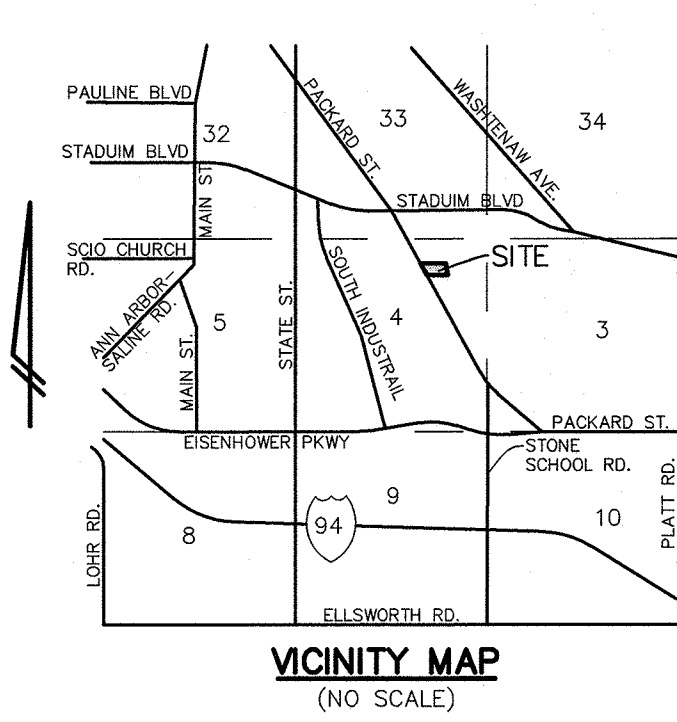 PAULINE BLVD
PACKARD ST.
WASHTENAW AVE.
32
33
34
STADUIM BLVD
MAIN ST.
STADUIM BLVD
SCIO CHURCH
RD.
SITE
ANN ARBOR-
SALINE RD.
5
STATE ST.
SOUTH INDUSTRAIL
4
3
MAIN ST.
PACKARD ST.
EISENHOWER PKWY
STONE
SCHOOL RD.
LOHR RD.
8
94
9
10
PLATT RD.
ELLSWORTH RD.
VICINITY MAP
(NO SCALE)